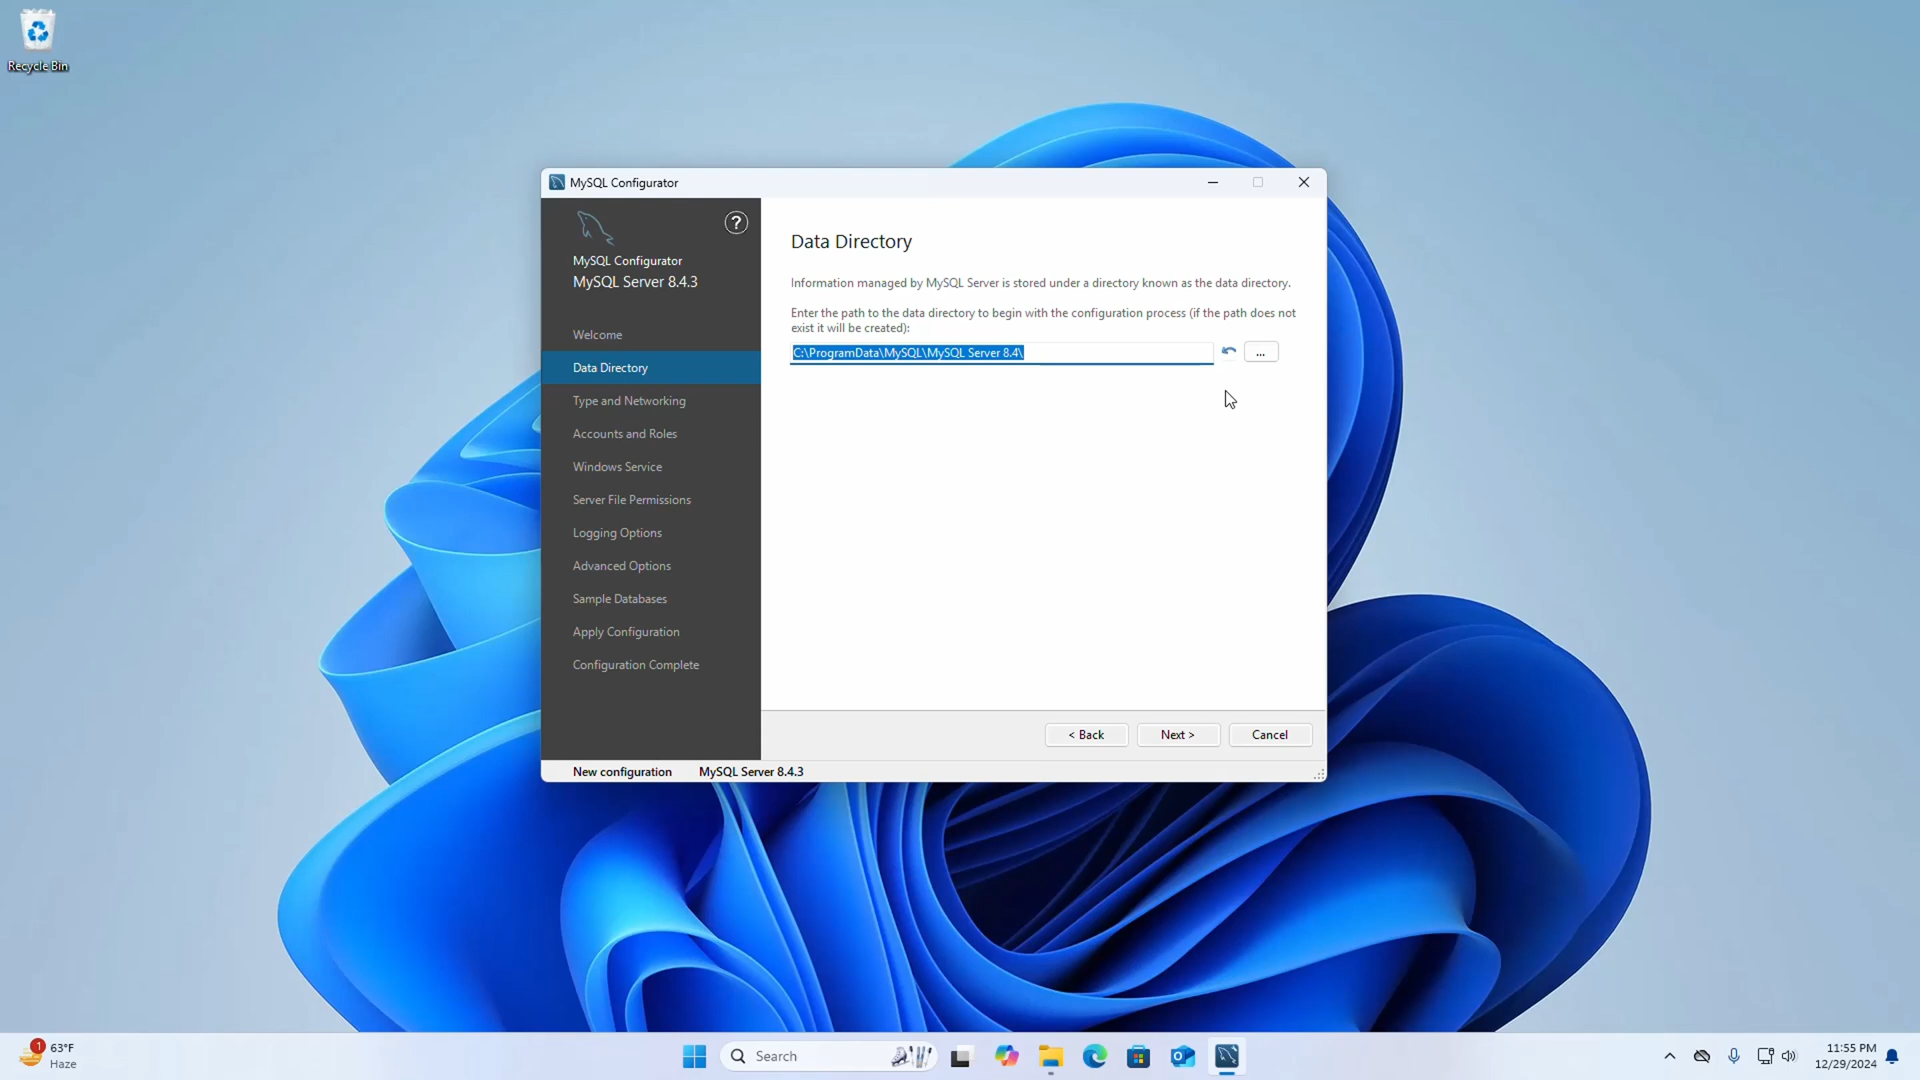 Recycle Bin
MySQL Configurator
?
MySQL Configurator
MySQL Server 8.4.3
Welcome
Data Directory
Type and Networking
Accounts and Roles
Windows Service
Server File Permissions
Logging Options
Advanced Options
Sample Databases
Apply Configuration
Configuration Complete
Data Directory
Information managed by MySQL Server is stored under a directory known as the data directory.
Enter the path to the data directory to begin with the configuration process (if the path does not
exist it will be created):
C:\ProgramData\MySQL\MySQL Server 8.4\
...
< Back
Next >
Cancel
New configuration
MySQL Server 8.4.3
1
63°F
Haze
Search
11:55 PM
12/29/2024